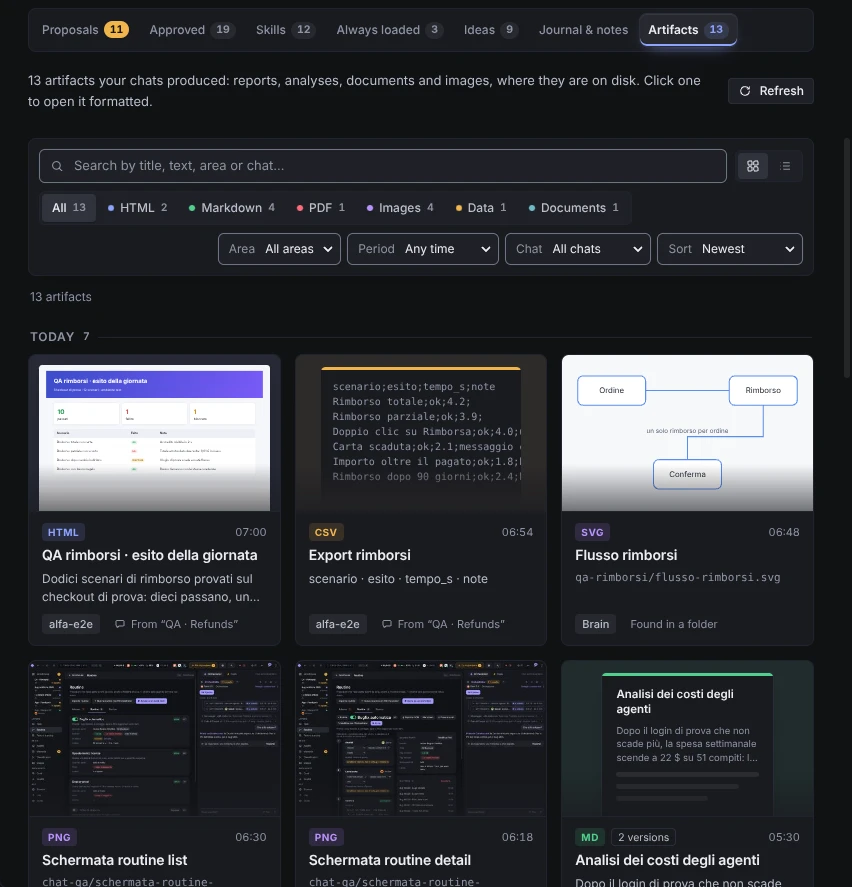 Proposals 11 Approved 19 Skills 12 Always loaded 3 Ideas 9 Journal & notes Artifacts 13
13 artifacts your chats produced: reports, analyses, documents and images, where they are on disk. Click one
to open it formatted.
Refresh
Search by title, text, area or chat...
All 13 HTML 2 Markdown 4 PDF 1 Images 4 Data 1 Documents 1
Area All areas Period Any time Chat All chats Sort Newest
13 artifacts
TODAY 7
QA rimborsi · esito della giornata
10
1
1
scenario;esito;tempo_s;note
Rimborso totale;ok;4.2;
Rimborso parziale;ok;3.9;
Doppio clic su Rimborsa;ok;4.0;
Carta scaduta;ok;2.1;messaggio
Importo oltre il pagato;ok;1.8;
Rimborso dopo 90 giorni;ok;2.4;
Ordine
Rimborso
un solo rimborso per ordine
Conferma
HTML 07:00
QA rimborsi · esito della giornata
Dodici scenari di rimborso provati sul
checkout di prova: dieci passano, un...
alfa-e2e From “QA · Refunds”
CSV 06:54
Export rimborsi
scenario · esito · tempo_s · note
alfa-e2e From “QA · Refunds”
SVG 06:48
Flusso rimborsi
qa-rimborsi/flusso-rimborsi.svg
Brain Found in a folder
Analisi dei costi degli
agenti
Dopo il login di prova che non
scade più, la spesa settimanale
scende a 22 $ su 51 compiti: l...
PNG 06:30
Schermata routine list
chat-qa/schermata-routine-
PNG 06:18
Schermata routine detail
chat-qa/schermata-routine-
MD 2 versions 05:30
Analisi dei costi degli agenti
Dopo il login di prova che non scade